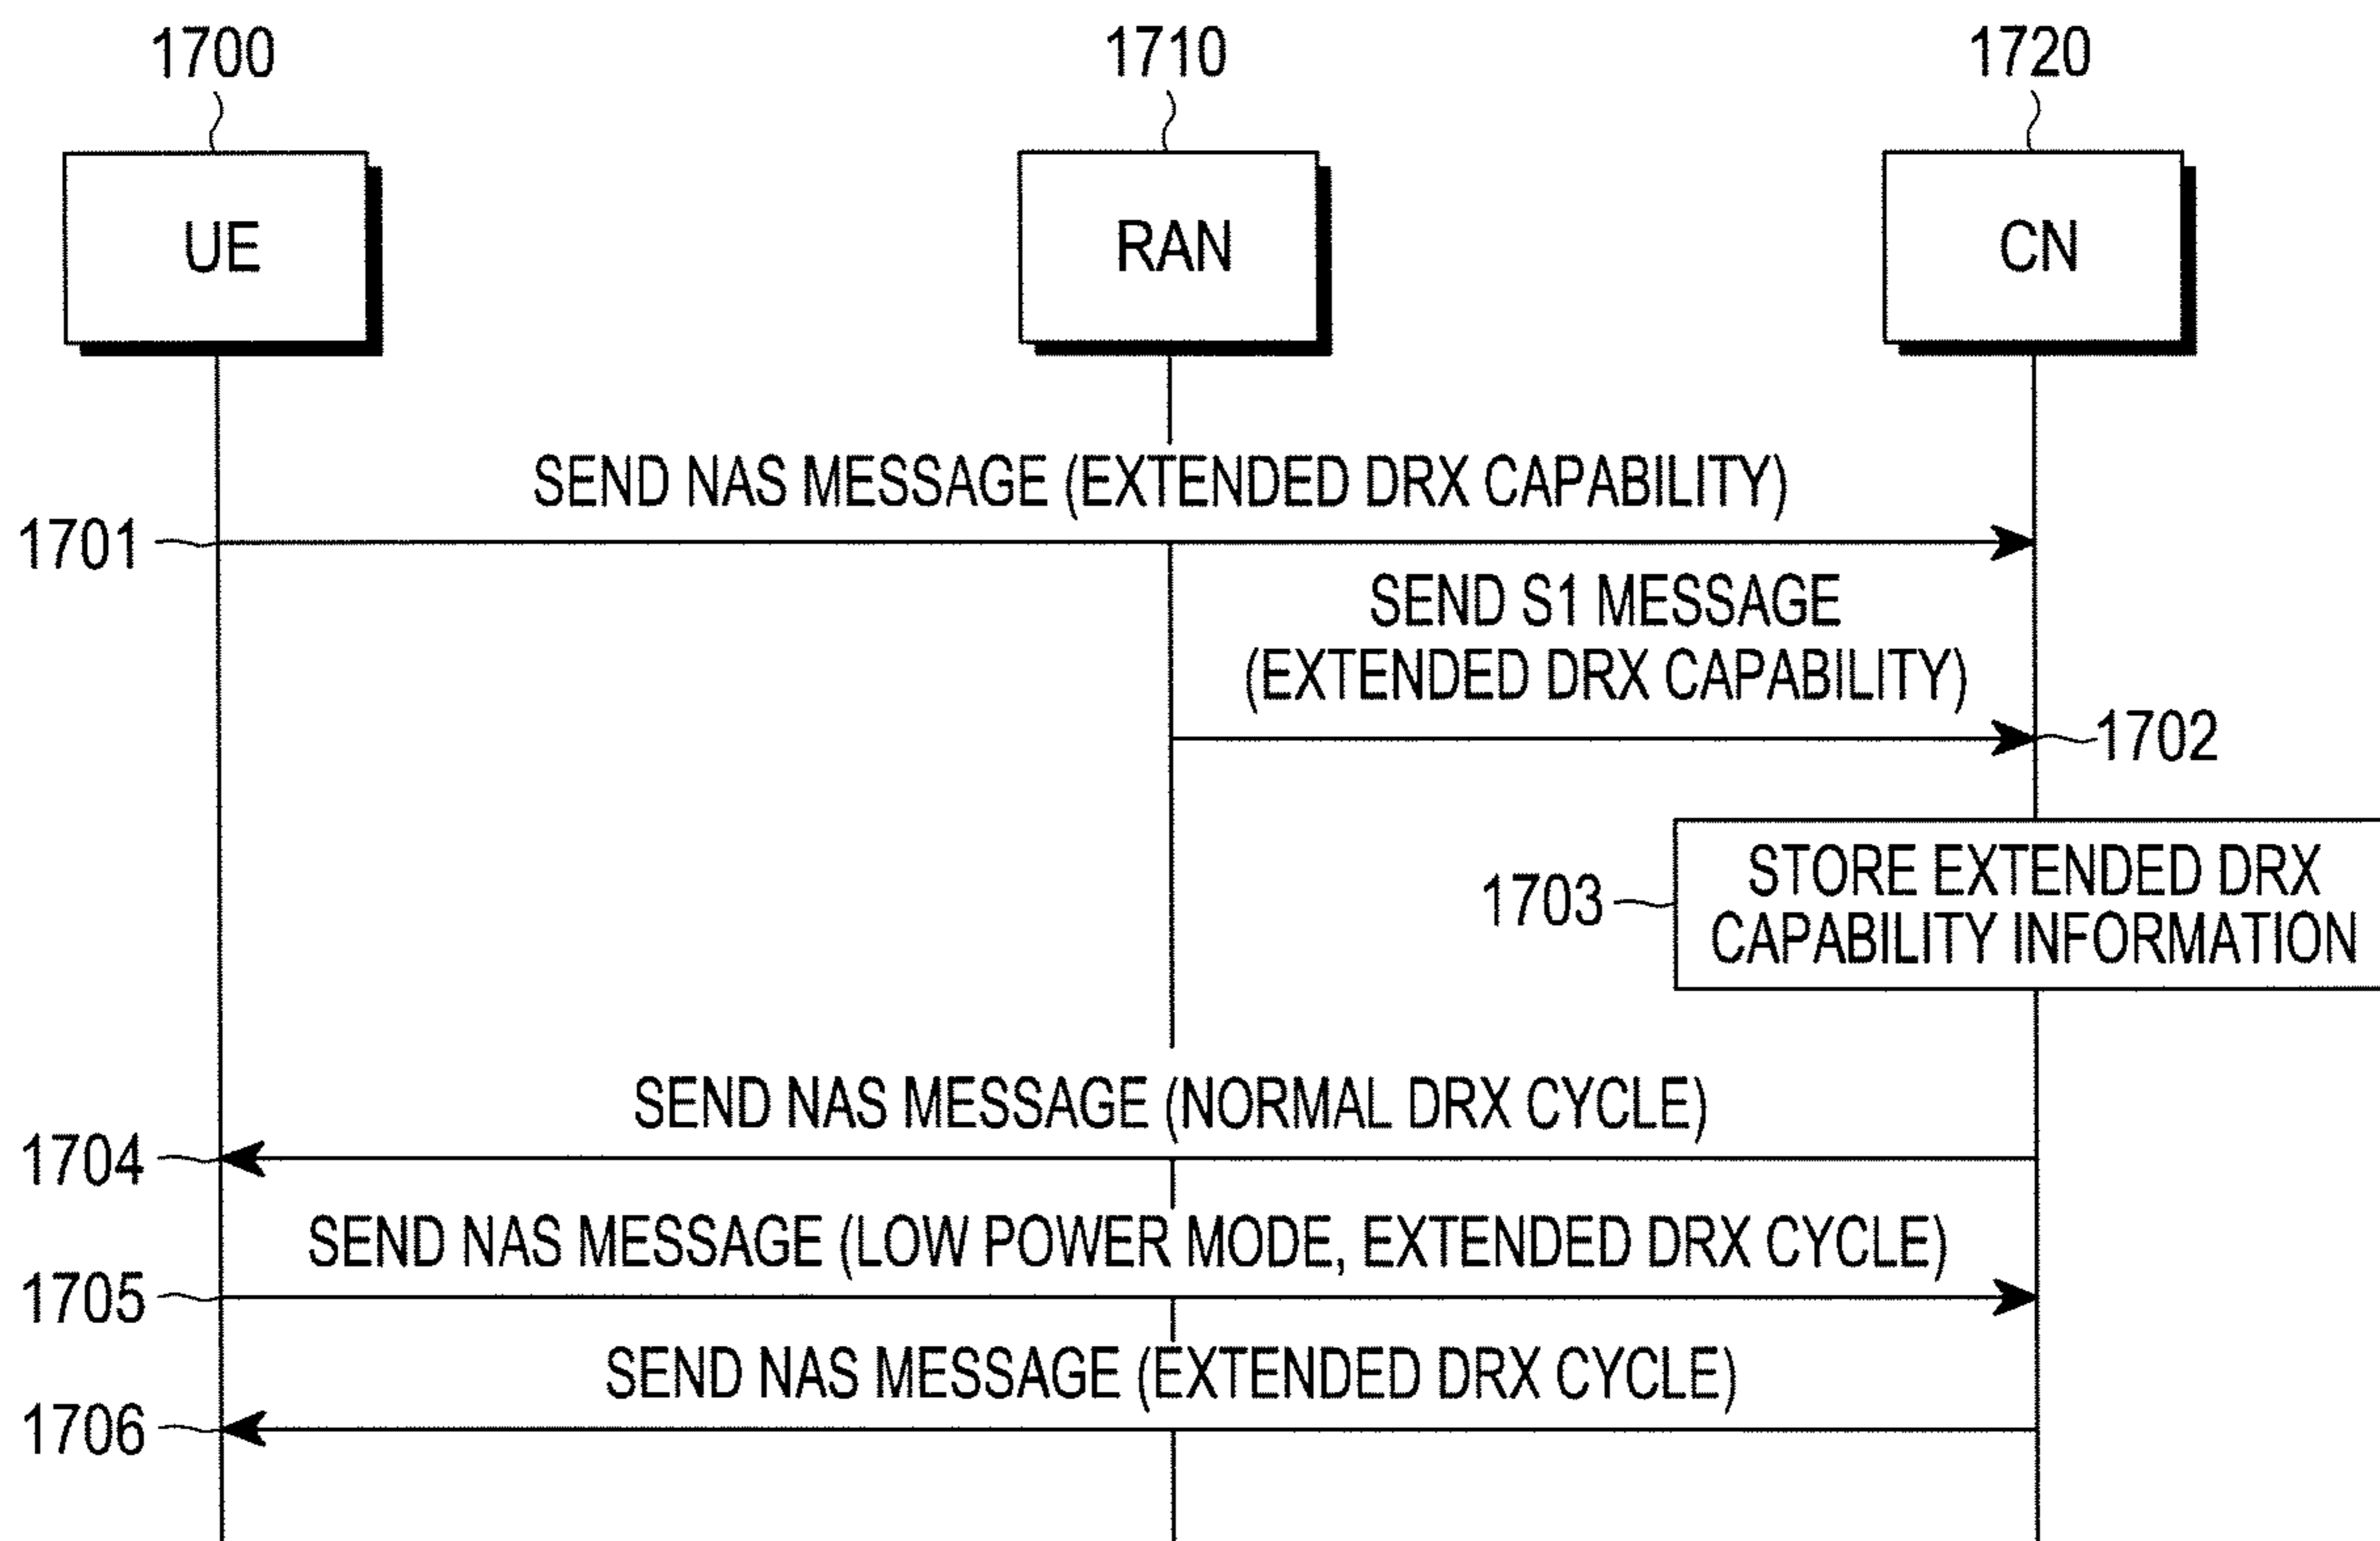 1700
1710
1720
UE
RAN
CN
SEND NAS MESSAGE (EXTENDED DRX CAPABILITY)
1701
SEND S1 MESSAGE
(EXTENDED DRX CAPABILITY)
1702
STORE EXTENDED DRX
1703
CAPABILITY INFORMATION
SEND NAS MESSAGE (NORMAL DRX CYCLE)
1704
SEND NAS MESSAGE (LOW POWER MODE, EXTENDED DRX CYCLE)
1705
SEND NAS MESSAGE (EXTENDED DRX CYCLE)
1706